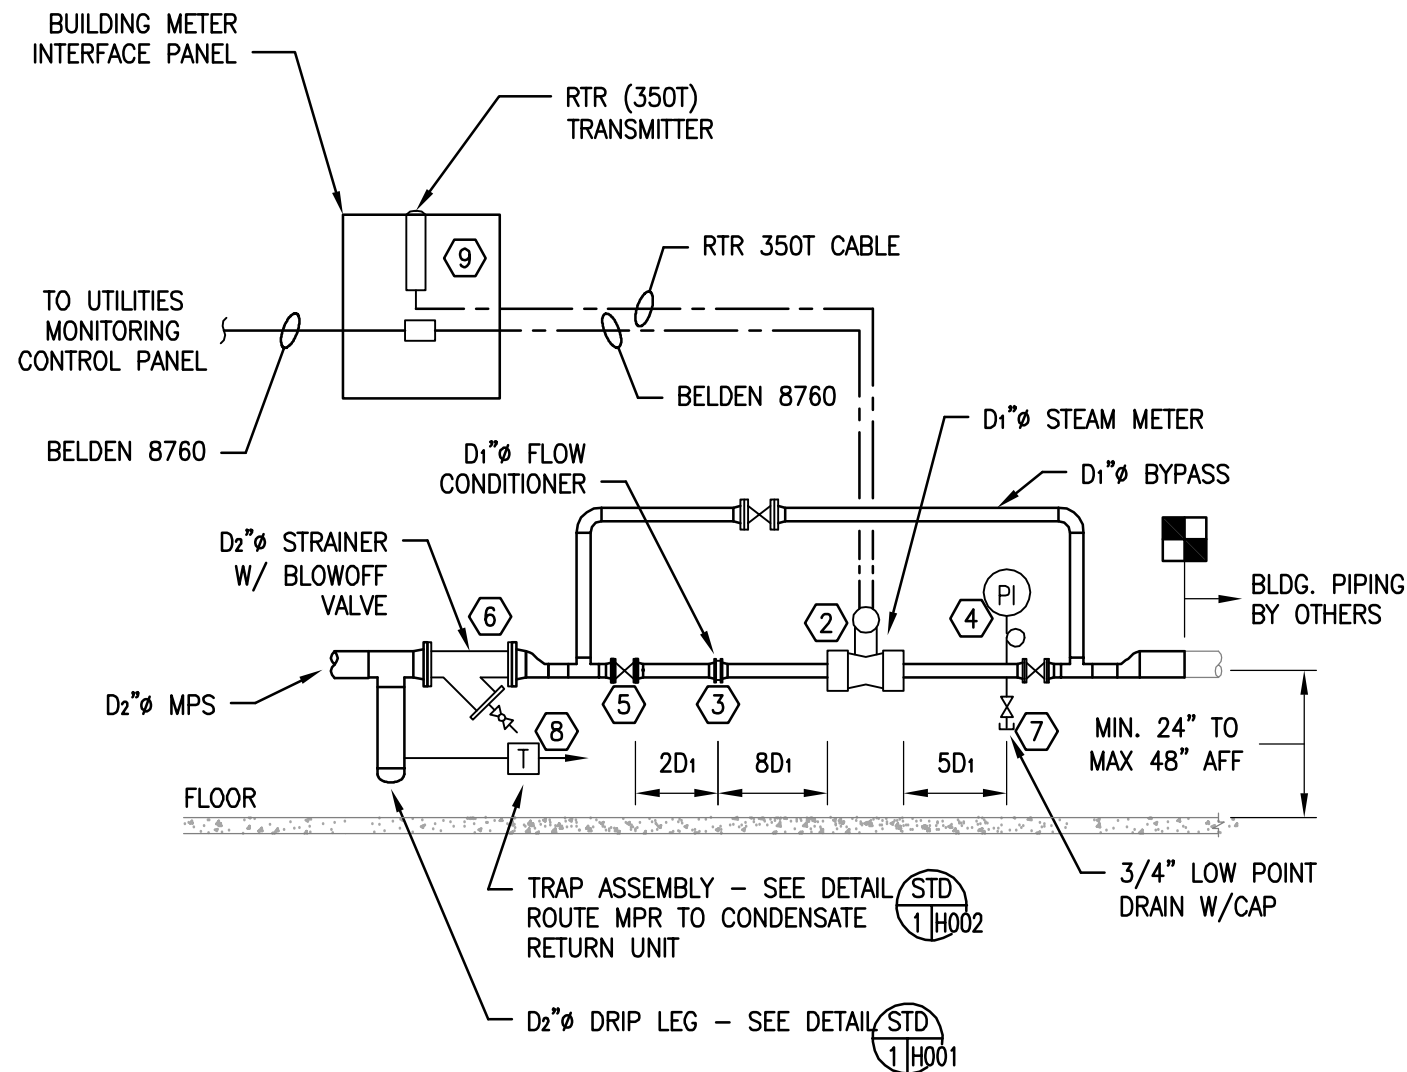 BUILDING METER
INTERFACE PANEL
RTR (350T)
TRANSMITTER
9
RTR 350T CABLE
TO UTILITIES
MONITORING
CONTROL PANEL
BELDEN 8760
BELDEN 8760
D1"ø STEAM METER
D1"ø FLOW
CONDITIONER
D1"ø BYPASS
D2"ø STRAINER
W/ BLOWOFF
VALVE
6
2
4
PI
BLDG. PIPING
BY OTHERS
D2"ø MPS
5
3
7
8
T
2D1
8D1
5D1
MIN. 24" TO
MAX 48" AFF
FLOOR
3/4" LOW POINT
DRAIN W/CAP
TRAP ASSEMBLY – SEE DETAIL
ROUTE MPR TO CONDENSATE
RETURN UNIT
STD
1 H002
D2"ø DRIP LEG – SEE DETAIL
STD
1 H001